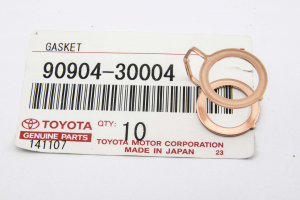 GASKET
90904-30004
TOYOTA QTY: 10
GENUINE PARTS
141107 TOYOTA MOTOR CORPORATION
MADE IN JAPAN 23